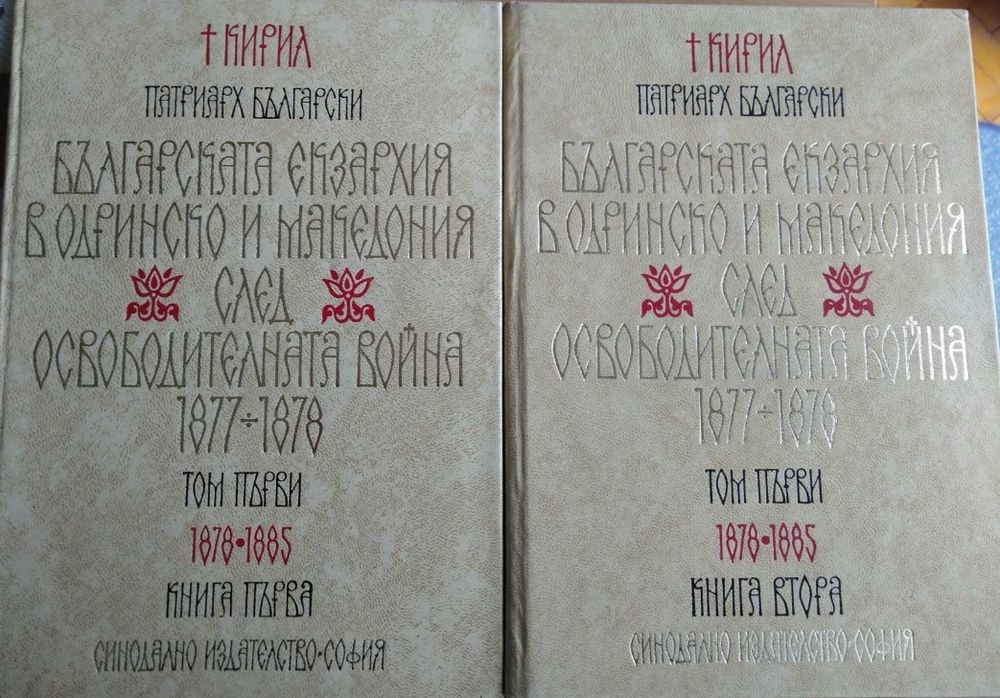 † КИРИЛ
ПАТРИАРХ БЪЛГАРСКИ
БЪЛГАРСКАТА ЕКЗАРХИЯ
В ОДРИНСКО И МАКЕДОНИЯ
СЛЕД
ОСВОБОДИТЕЛНАТА ВОЙНА
1877÷1878
ТОМ ПЪРВИ
1878•1885
КНИГА ПЪРВА
СИНОДАЛНО ИЗДАТЕЛСТВО•СОФИЯ
† КИРИЛ
ПАТРИАРХ БЪЛГАРСКИ
БЪЛГАРСКАТА ЕКЗАРХИЯ
В ОДРИНСКО И МАКЕДОНИЯ
СЛЕД
ОСВОБОДИТЕЛНАТА ВОЙНА
1877÷1878
ТОМ ПЪРВИ
1878•1885
КНИГА ВТОРА
СИНОДАЛНО ИЗДАТЕЛСТВО•СОФИЯ